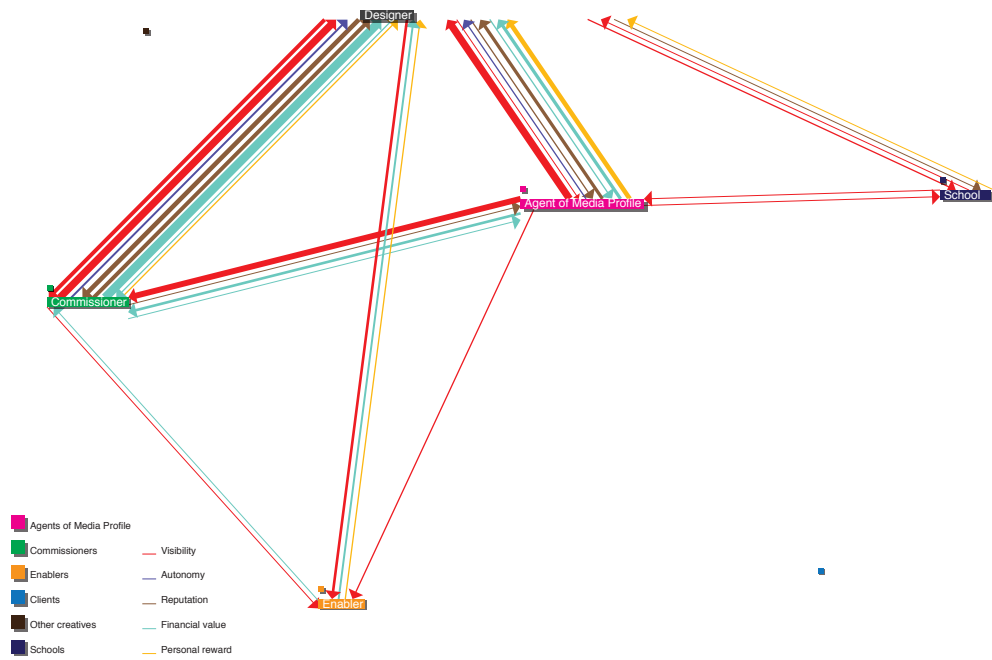 Designer
Agent of Media Profile
School
Commissioner
Enabler
Agents of Media Profile
Commissioners
Visibility
Enablers
Autonomy
Clients
Reputation
Other creatives
Financial value
Schools
Personal reward